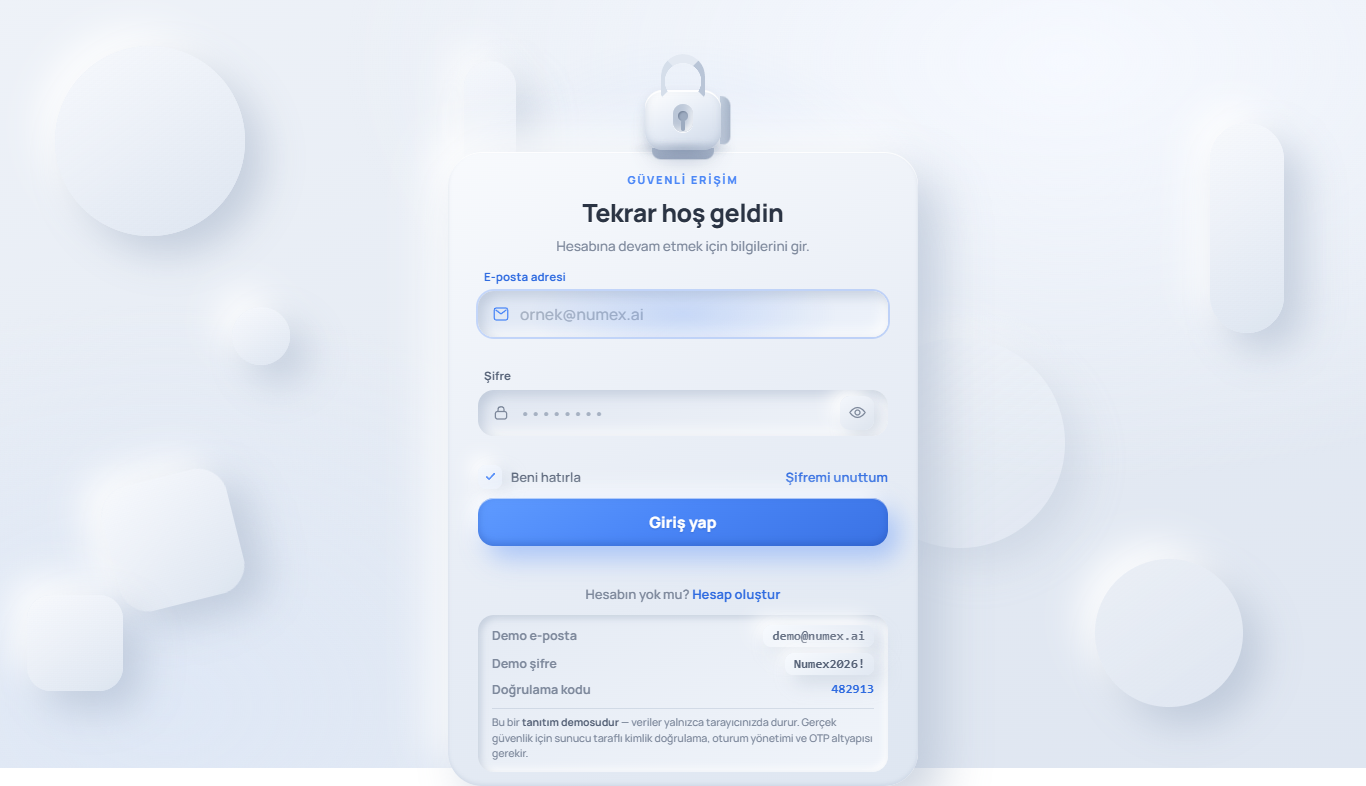 GÜVENLİ ERİŞİM
Tekrar hoş geldin
Hesabına devam etmek için bilgilerini gir.
E-posta adresi
ornek@numex.ai
Şifre
••••••••
Beni hatırla Şifremi unuttum
Giriş yap
Hesabın yok mu? Hesap oluştur
Demo e-posta demo@numex.ai
Demo şifre Numex2026!
Doğrulama kodu 482913
Bu bir tanıtım demosudur — veriler yalnızca tarayıcınızda durur. Gerçek
güvenlik için sunucu taraflı kimlik doğrulama, oturum yönetimi ve OTP altyapısı
gerekir.